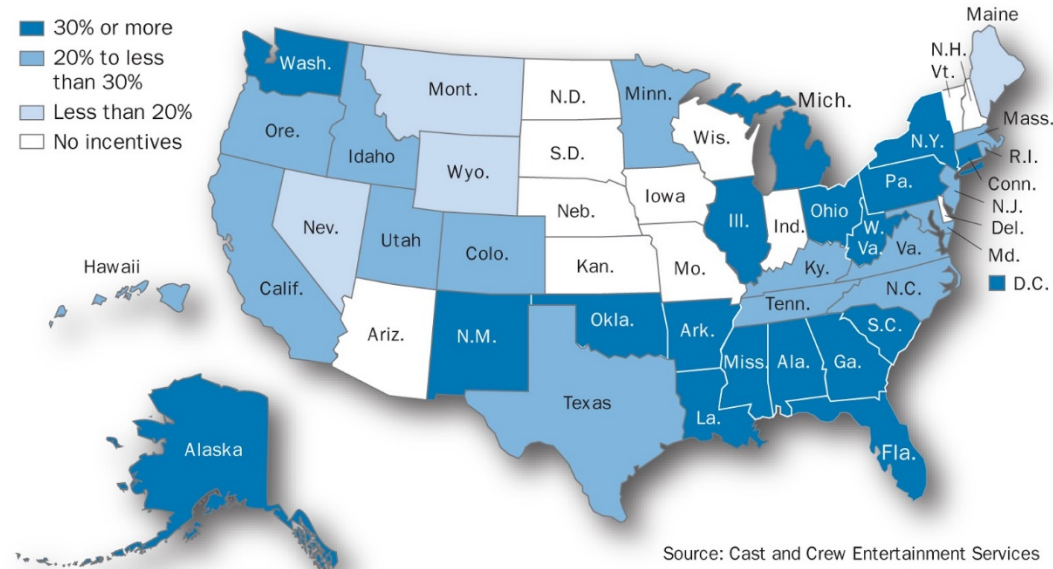 30% or more
20% to less
than 30%
Less than 20%
No incentives
Maine
N.H.
Vt.
Wash.
Mont.
N.D.
Minn.
Mich.
Mass.
Ore.
Idaho
S.D.
Wis.
N.Y.
R.I.
Wyo.
Conn.
Pa.
Iowa
N.J.
Neb.
Nev.
Ill.
Ind.
Ohio
Del.
Utah
Colo.
W.
Va.
Va.
Md.
Hawaii
Calif.
Kan.
Mo.
Ky.
D.C.
N.C.
Tenn.
Ariz.
N.M.
Okla.
Ark.
S.C.
Miss.
Ala.
Ga.
Texas
La.
Alaska
Fla.
Source: Cast and Crew Entertainment Services